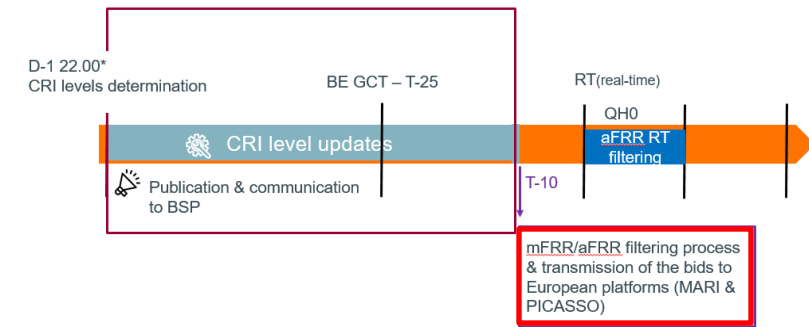 D-1 22.00*
CRI levels determination
BE GCT – T-25
RT(real-time)
QH0
CRI level updates
aFRR RT
filtering
Publication & communication
to BSP
T-10
mFRR/aFRR filtering process
& transmission of the bids to
European platforms (MARI &
PICASSO)